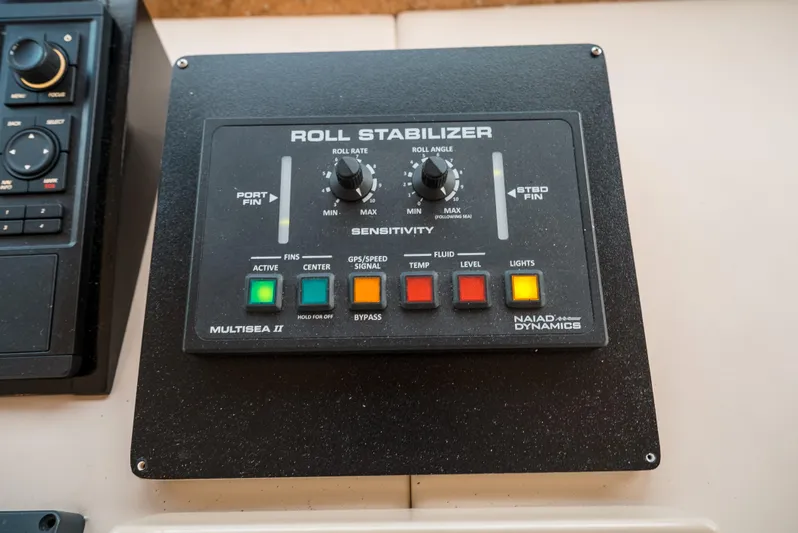 ROLL STABILIZER
ROLL RATE
ROLL ANGLE
PORT FIN
STBD FIN
MIN
MAX
MIN
MAX
(FOLLOWING SEA)
SENSITIVITY
FINS
GPS/SPEED SIGNAL
FLUID
ACTIVE
CENTER
TEMP
LEVEL
LIGHTS
HOLD FOR OFF
BYPASS
MULTISEA II
NAIAD
DYNAMICS
MENU
FOCUS
BACK
SELECT
NAV
INFO
1
2
3
4